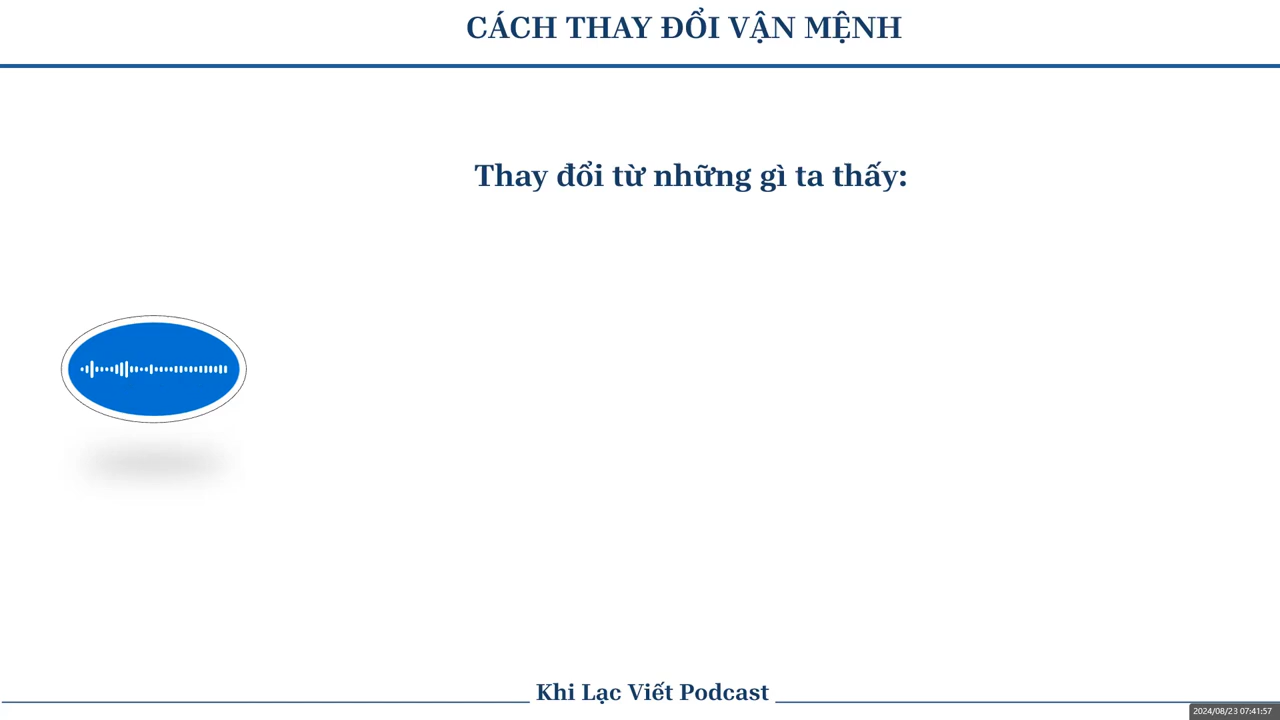 CÁCH THAY ĐỔI VẬN MỆNH
Thay đổi từ những gì ta thấy:
Khi Lạc Viết Podcast
2024/08/23 07:41:57